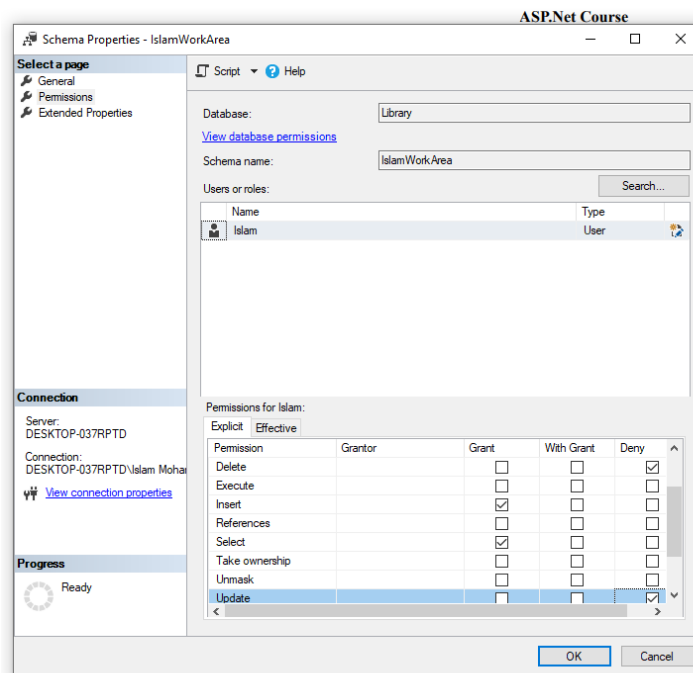 ASP.Net Course
Schema Properties - IslamWorkArea
Select a page
General
Permissions
Extended Properties
Script
Help
Database:
Library
View database permissions
Schema name:
IslamWorkArea
Users or roles:
Search...
Name Type
Islam User
Connection
Server:
DESKTOP-037RPTD
Connection:
DESKTOP-037RPTD\Islam Moha
View connection properties
Progress
Ready
Permissions for Islam:
Explicit Effective
Permission Grantor Grant With Grant Deny
Delete
Execute
Insert
References
Select
Take ownership
Unmask
Update
OK Cancel